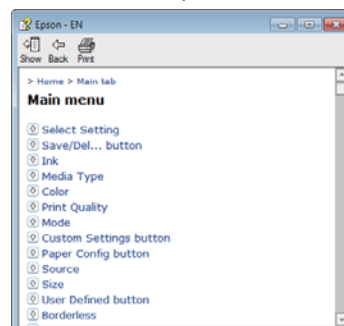 Epson - EN
Show Back Print
> Home > Main tab
Main menu
Select Setting
Save/Del... button
Ink
Media Type
Color
Print Quality
Mode
Custom Settings button
Paper Config button
Source
Size
User Defined button
Borderless